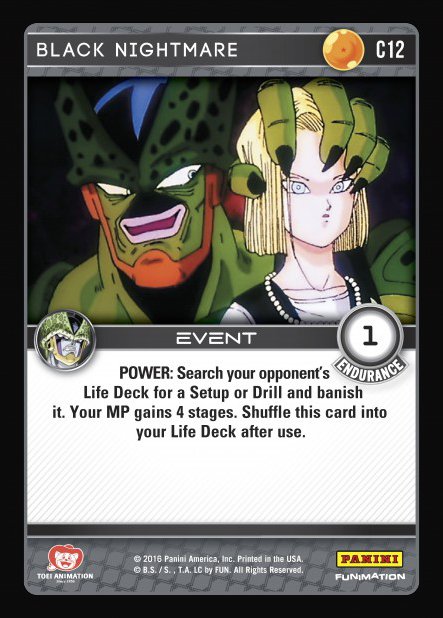 BLACK NIGHTMARE
C12
EVENT
1
ENDURANCE
POWER: Search your opponent's
Life Deck for a Setup or Drill and banish
it. Your MP gains 4 stages. Shuffle this card into
your Life Deck after use.
TOEI ANIMATION
Since 1956
© 2016 Panini America, Inc. Printed in the USA.
© B.S. / S. , T.A. LC by FUN. All Rights Reserved.
PANINI
FUNIMATION